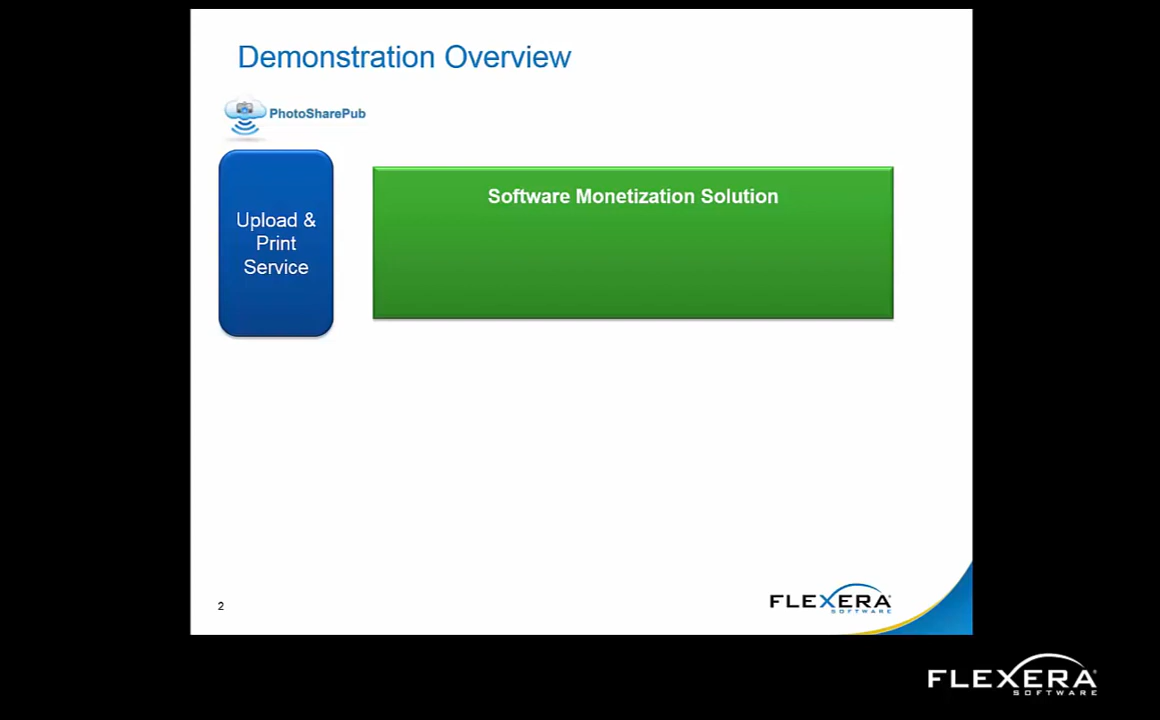 Demonstration Overview
PhotoSharePub
Upload &
Print
Service
Software Monetization Solution
2
FLEXERA
SOFTWARE
FLEXERA
SOFTWARE